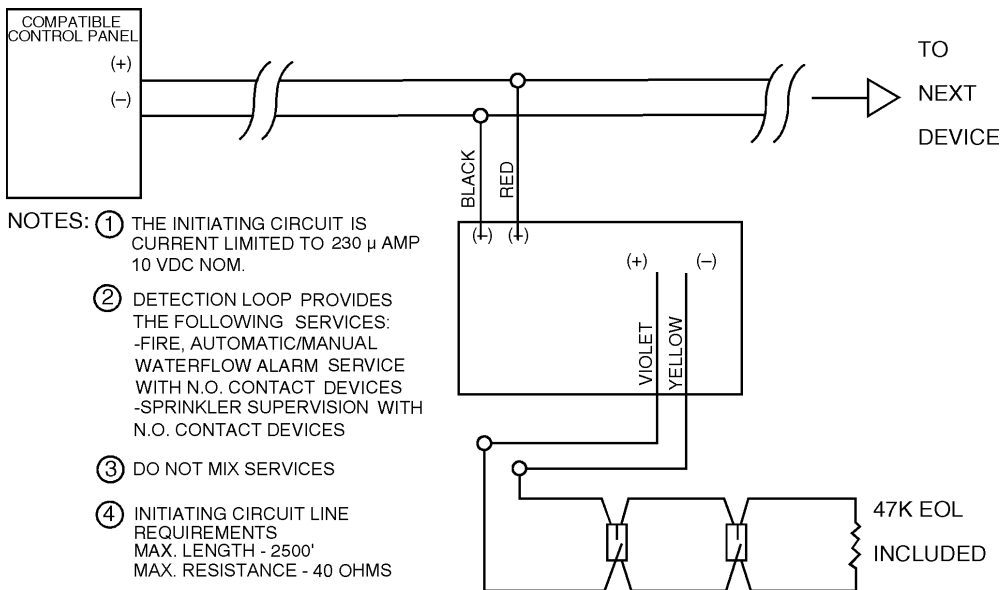 COMPATIBLE
CONTROL PANEL
(+)
(–)
TO
NEXT
DEVICE
BLACK
RED
(–) (+)
(+) (–)
VIOLET
YELLOW
NOTES: 1 THE INITIATING CIRCUIT IS
CURRENT LIMITED TO 230 µ AMP
10 VDC NOM.
2 DETECTION LOOP PROVIDES
THE FOLLOWING SERVICES:
-FIRE, AUTOMATIC/MANUAL
WATERFLOW ALARM SERVICE
WITH N.O. CONTACT DEVICES
-SPRINKLER SUPERVISION WITH
N.O. CONTACT DEVICES
3 DO NOT MIX SERVICES
4 INITIATING CIRCUIT LINE
REQUIREMENTS
MAX. LENGTH - 2500'
MAX. RESISTANCE - 40 OHMS
47K EOL
INCLUDED